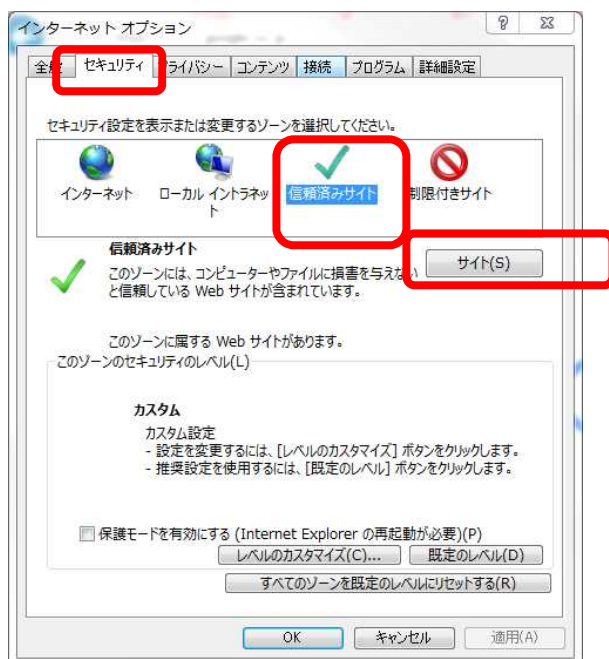 インターネット オプション
全般 セキュリティ プライバシー コンテンツ 接続 プログラム 詳細設定
セキュリティ設定を表示または変更するゾーンを選択してください。
インターネット ローカル イントラネッ 信頼済みサイト 制限付きサイト
ト
信頼済みサイト
サイト(S)
このゾーンには、コンピューターやファイルに損害を与えない
と信頼している Web サイトが含まれています。
このゾーンに属する Web サイトがあります。
このゾーンのセキュリティのレベル(L)
カスタム
カスタム設定
- 設定を変更するには、[レベルのカスタマイズ] ボタンをクリックします。
- 推奨設定を使用するには、[既定のレベル] ボタンをクリックします。
保護モードを有効にする (Internet Explorer の再起動が必要)(P)
レベルのカスタマイズ(C)... 既定のレベル(D)
すべてのゾーンを既定のレベルにリセットする(R)
OK キャンセル 適用(A)